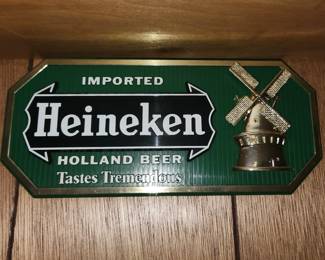 IMPORTED
Heineken
HOLLAND BEER
Tastes Tremendous